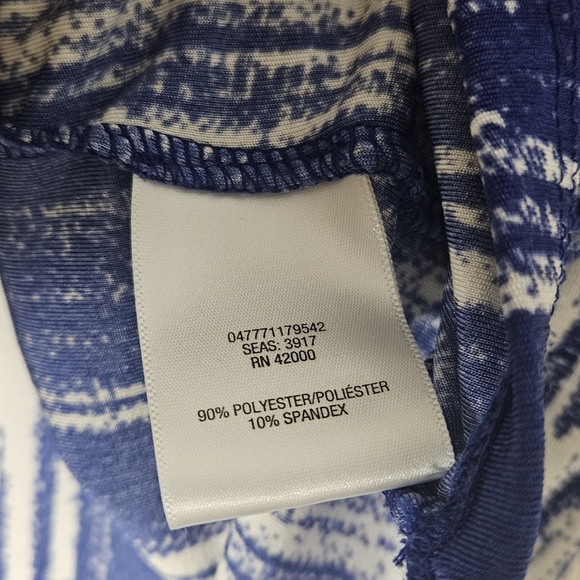 047771179542
SEAS: 3917
RN 42000
90% POLYESTER/POLIÉSTER
10% SPANDEX